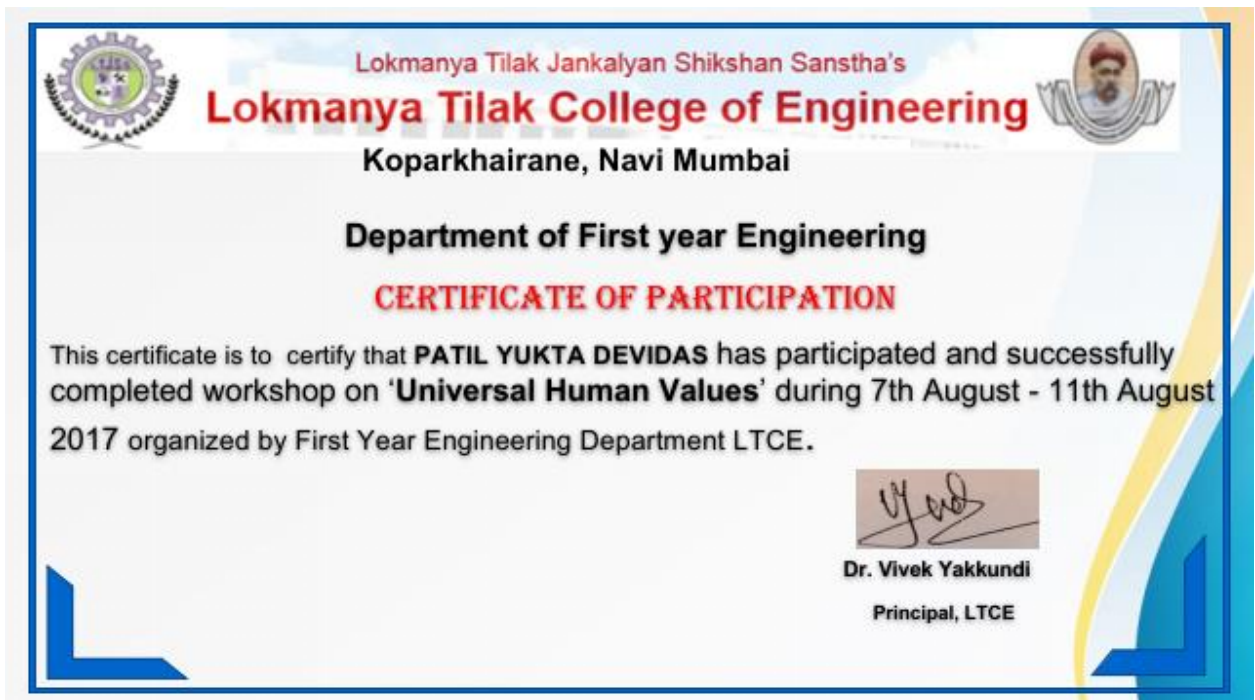 Lokmanya Tilak Jankalyan Shikshan Sanstha's
Lokmanya Tilak College of Engineering
Koparkhairane, Navi Mumbai
Department of First year Engineering
CERTIFICATE OF PARTICIPATION
This certificate is to certify that PATIL YUKTA DEVIDAS has participated and successfully
completed workshop on ‘Universal Human Values’ during 7th August - 11th August
2017 organized by First Year Engineering Department LTCE.
Dr. Vivek Yakkundi
Principal, LTCE